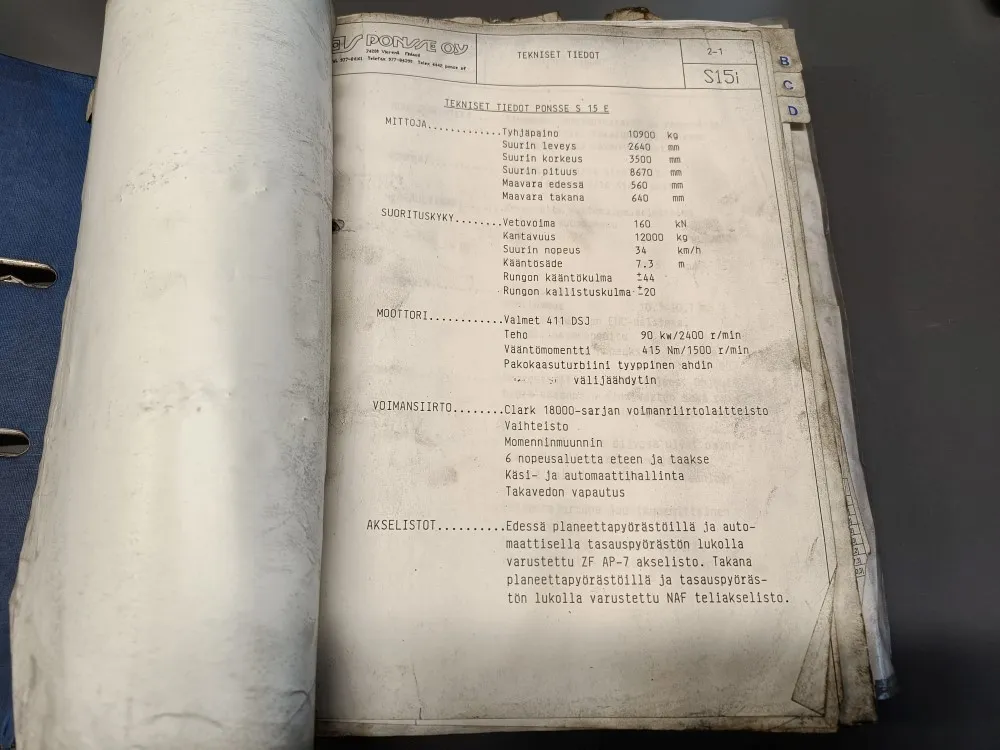 PONSSE OY
74200 Vieremä Finland
TEKNISET TIEDOT
2-1
S15i
B
C
D
TEKNISET TIEDOT PONSSE S 15 E
MITTOJA............Tyhjäpaino 10900 kg
Suurin leveys 2640 mm
Suurin korkeus 3500 mm
Suurin pituus 8670 mm
Maavara edessä 560 mm
Maavara takana 640 mm
SUORITUSKYKY........Vetovoima 160 kN
Kantavuus 12000 kg
Suurin nopeus 34 km/h
Kääntösäde 7.3 m
Rungon kääntökulma ±44
Rungon kallistuskulma ±20
MOOTTORI............Valmet 411 DSJ
Teho 90 kw/2400 r/min
Vääntömomentti 415 Nm/1500 r/min
Pakokaasuturbiini tyyppinen ahdin
välijäähdytin
VOIMANSIIRTO........Clark 18000-sarjan voimanriirtolaitteisto
Vaihteisto
Momenninmuunnin
6 nopeusaluetta eteen ja taakse
Käsi- ja automaattihallinta
Takavedon vapautus
AKSELISTOT..........Edessä planeettapyörästöillä ja auto-
maattisella tasauspyörästön lukolla
varustettu ZF AP-7 akselisto. Takana
planeettapyörästöillä ja tasauspyöräs-
tön lukolla varustettu NAF teliakselisto.